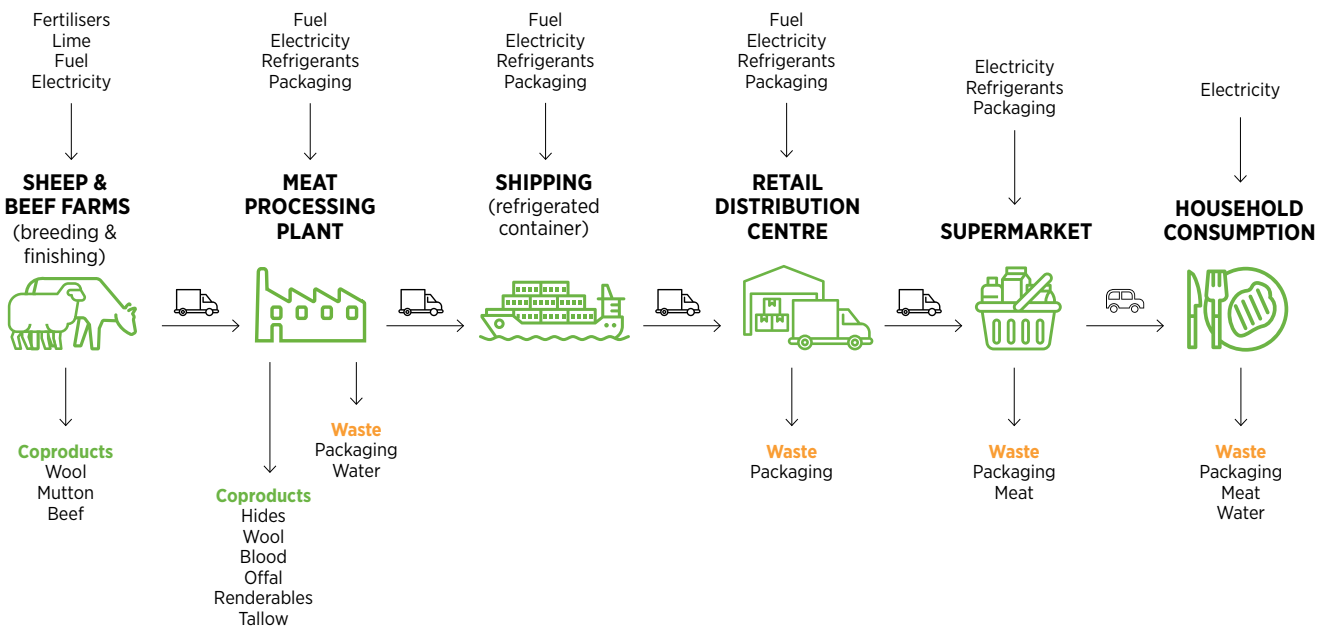 Fertilisers
Lime
Fuel
Electricity
Fuel
Electricity
Refrigerants
Packaging
Fuel
Electricity
Refrigerants
Packaging
Fuel
Electricity
Refrigerants
Packaging
Electricity
Refrigerants
Packaging
Electricity
SHEEP &
BEEF FARMS
(breeding &
finishing)
MEAT
PROCESSING
PLANT
SHIPPING
(refrigerated
container)
RETAIL
DISTRIBUTION
CENTRE
SUPERMARKET
HOUSEHOLD
CONSUMPTION
Coproducts
Wool
Mutton
Beef
Coproducts
Hides
Wool
Blood
Offal
Renderables
Tallow
Waste
Packaging
Water
Waste
Packaging
Waste
Packaging
Meat
Waste
Packaging
Meat
Water